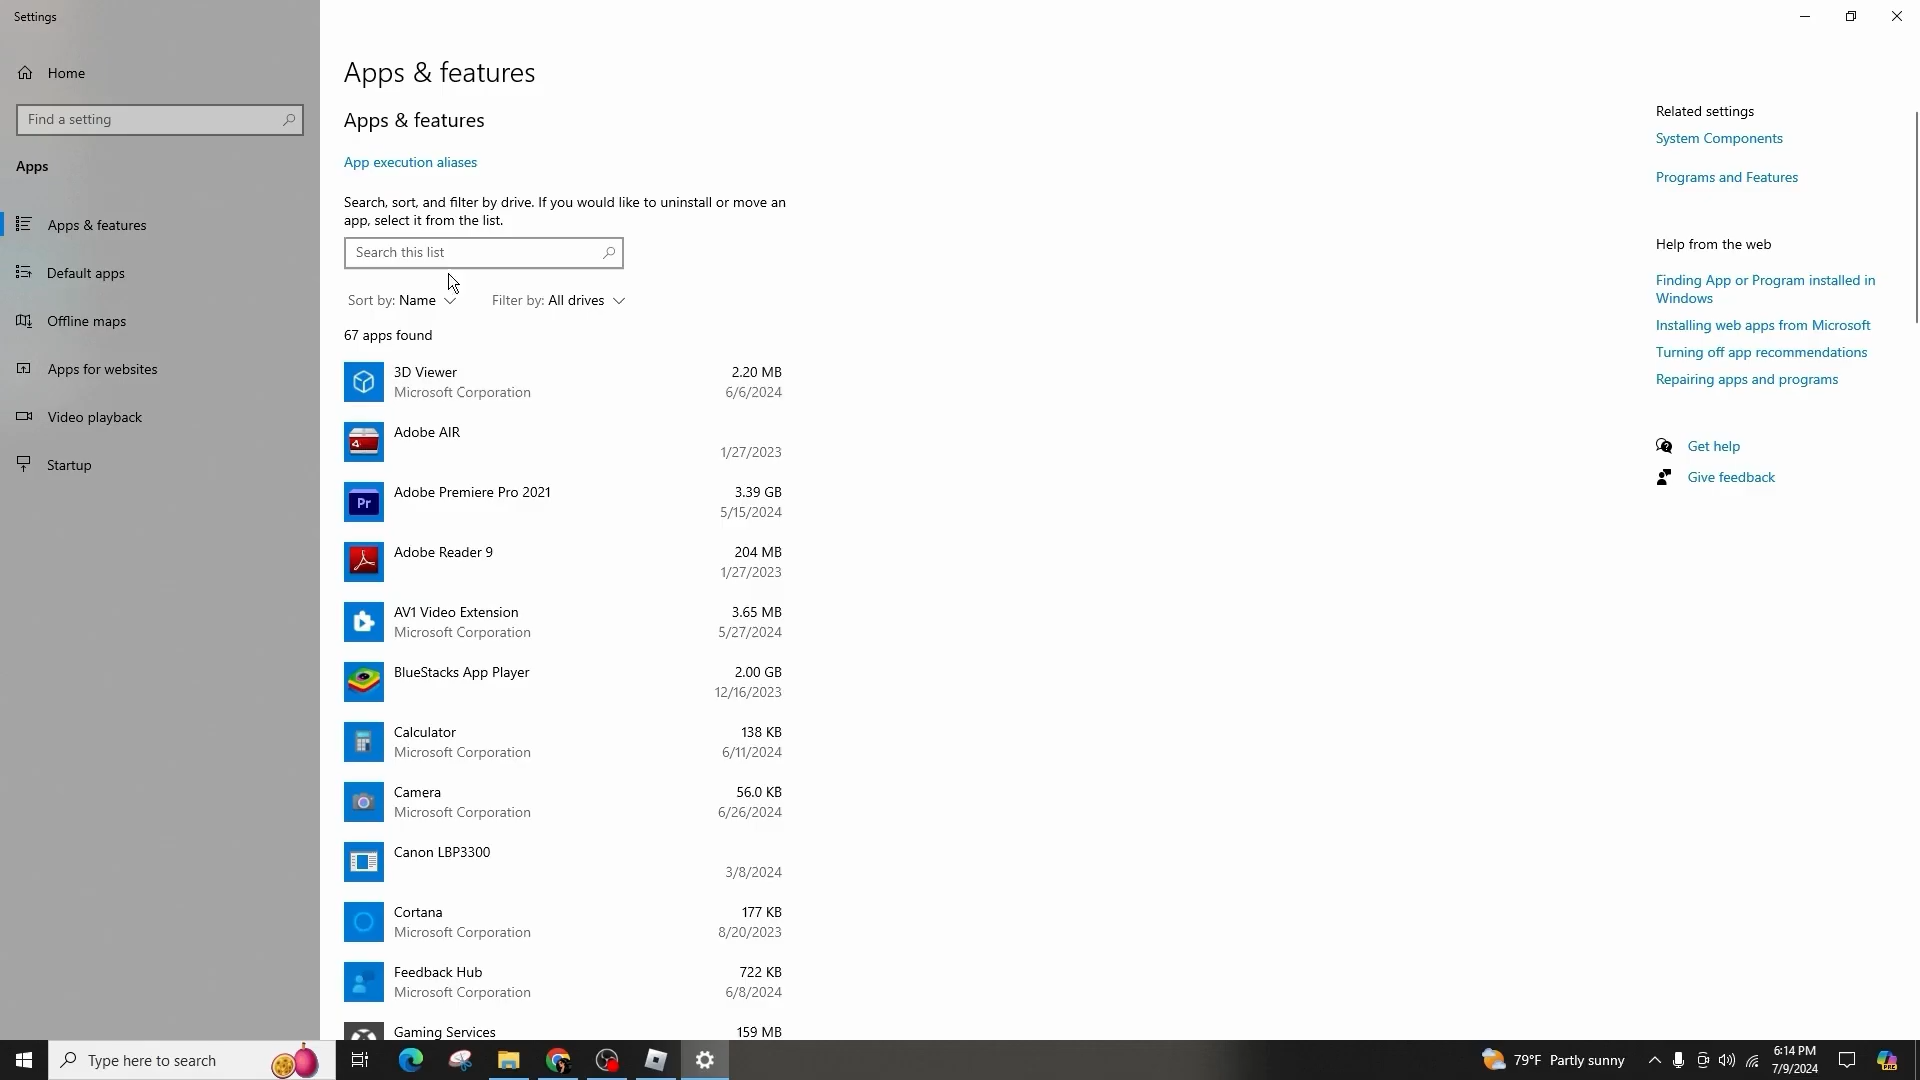 Settings
Home
Find a setting
Apps
Apps & features
Default apps
Offline maps
Apps for websites
Video playback
Startup
Apps & features
Apps & features
App execution aliases
Search, sort, and filter by drive. If you would like to uninstall or move an
app, select it from the list.
Search this list
Sort by: Name Filter by: All drives
67 apps found
3D Viewer 2.20 MB
Microsoft Corporation 6/6/2024
Adobe AIR
1/27/2023
Pr
Adobe Premiere Pro 2021 3.39 GB
5/15/2024
Adobe Reader 9 204 MB
1/27/2023
AV1 Video Extension 3.65 MB
Microsoft Corporation 5/27/2024
BlueStacks App Player 2.00 GB
12/16/2023
Calculator 138 KB
Microsoft Corporation 6/11/2024
Camera 56.0 KB
Microsoft Corporation 6/26/2024
Canon LBP3300
3/8/2024
Cortana 177 KB
Microsoft Corporation 8/20/2023
Feedback Hub 722 KB
Microsoft Corporation 6/8/2024
Gaming Services 159 MB
Related settings
System Components
Programs and Features
Help from the web
Finding App or Program installed in
Windows
Installing web apps from Microsoft
Turning off app recommendations
Repairing apps and programs
Get help
Give feedback
Type here to search
79°F Partly sunny
6:14 PM
7/9/2024
PRE